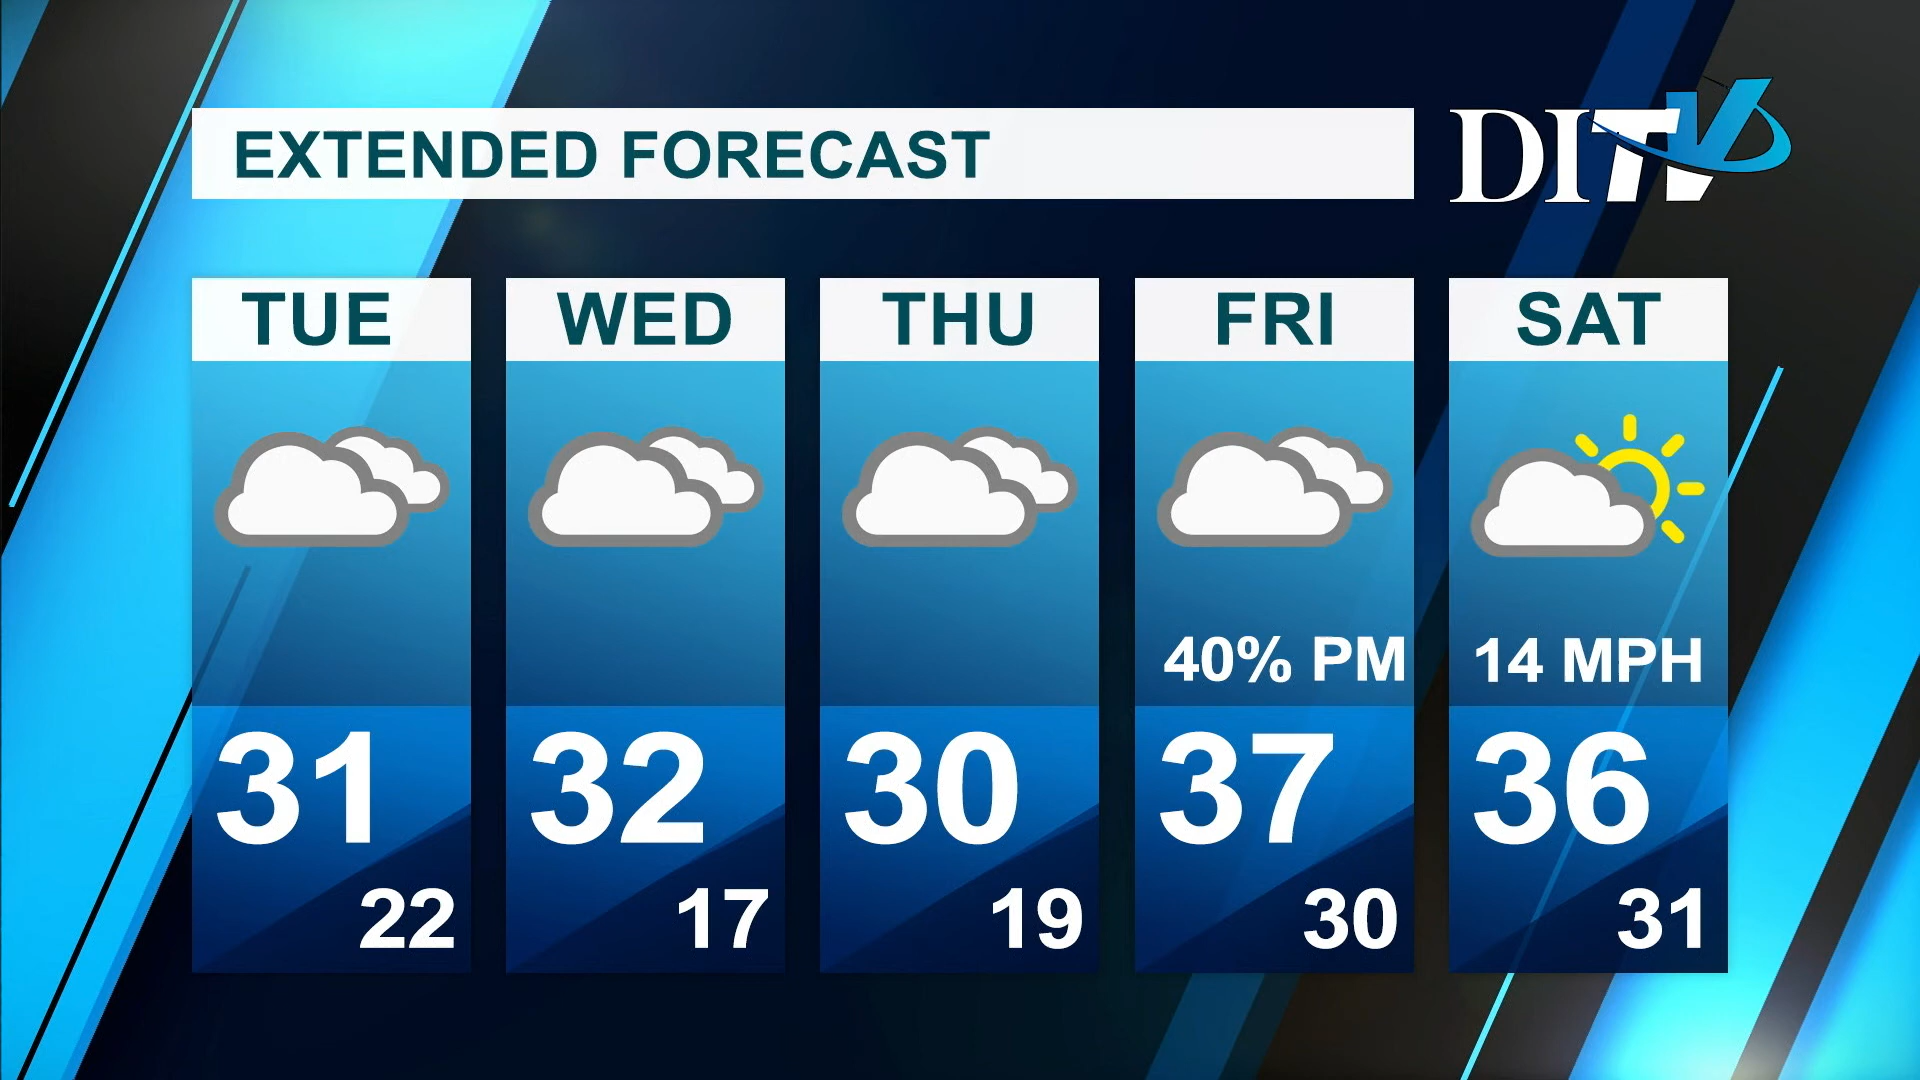 EXTENDED FORECAST
DITV
TUE WED THU FRI SAT
40% PM 14 MPH
31 32 30 37 36
22 17 19 30 31